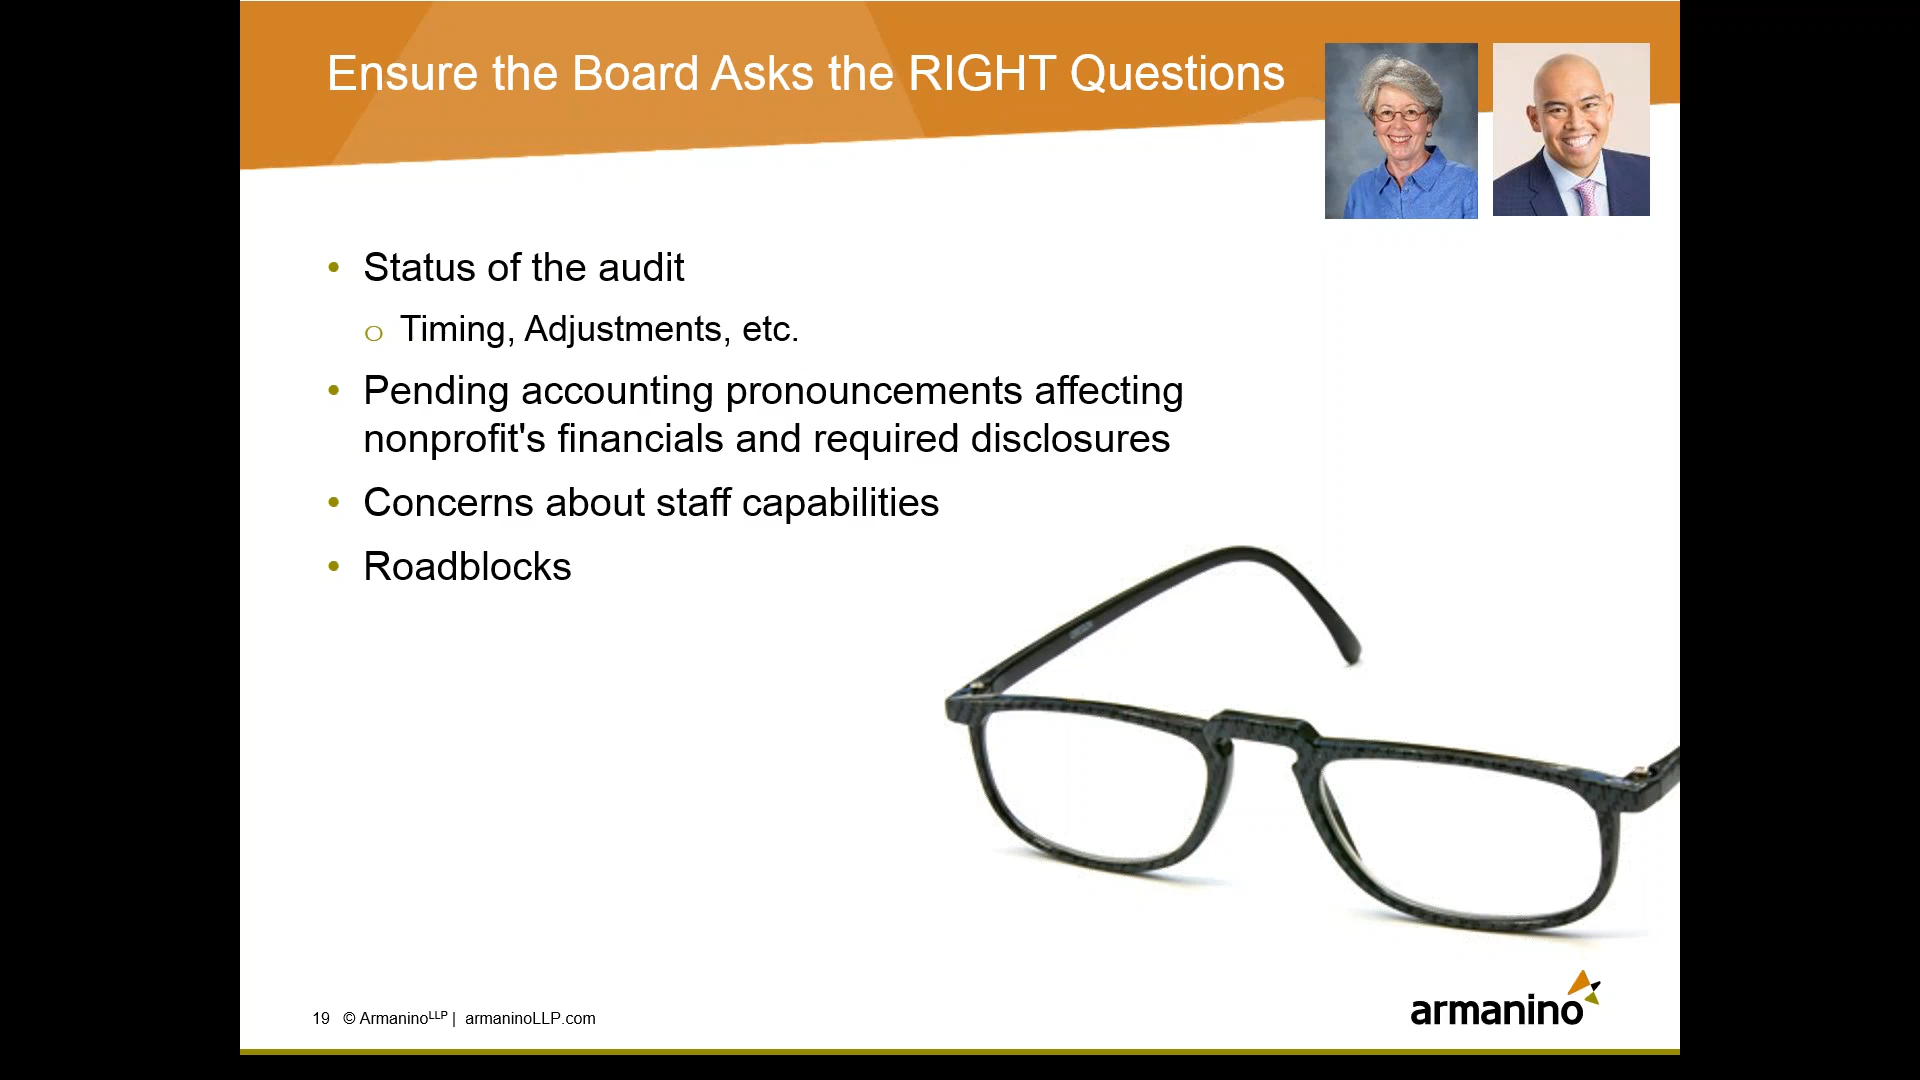 Ensure the Board Asks the RIGHT Questions
• Status of the audit
o Timing, Adjustments, etc.
• Pending accounting pronouncements affecting
nonprofit's financials and required disclosures
• Concerns about staff capabilities
• Roadblocks
19 © ArmaninoLLP | armaninoLLP.com
armanino